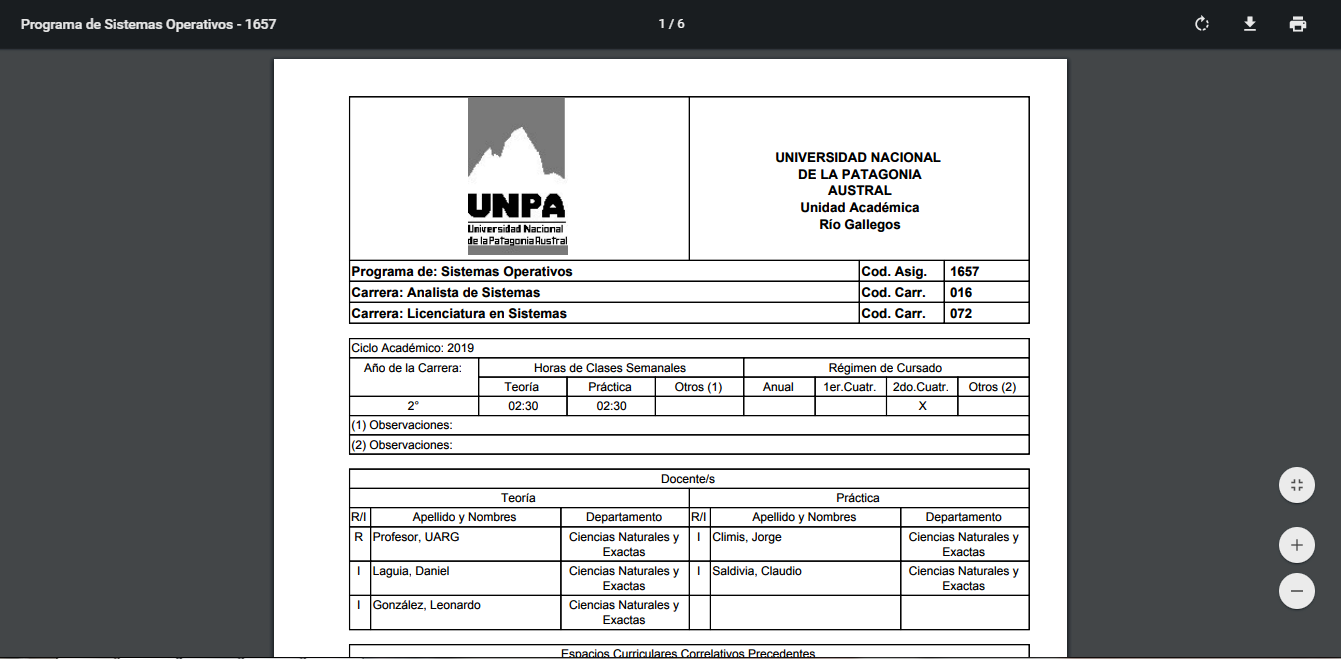 Programa de Sistemas Operativos - 1657
1 / 6
UNPA
Universidad Nacional
de la Patagonia Austral
UNIVERSIDAD NACIONAL
DE LA PATAGONIA
AUSTRAL
Unidad Académica
Río Gallegos
Programa de: Sistemas Operativos Cod. Asig. 1657
Carrera: Analista de Sistemas Cod. Carr. 016
Carrera: Licenciatura en Sistemas Cod. Carr. 072
Ciclo Académico: 2019
Año de la Carrera: Horas de Clases Semanales Régimen de Cursado
Teoría Práctica Otros (1) Anual 1er.Cuatr. 2do.Cuatr. Otros (2)
2° 02:30 02:30 X
(1) Observaciones:
(2) Observaciones:
Docente/s
Teoría Práctica
R/I Apellido y Nombres Departamento R/I Apellido y Nombres Departamento
R Profesor, UARG Ciencias Naturales y I Climis, Jorge Ciencias Naturales y
Exactas Exactas
I Laguia, Daniel Ciencias Naturales y I Saldivia, Claudio Ciencias Naturales y
Exactas Exactas
I González, Leonardo Ciencias Naturales y
Exactas
Espacios Curriculares Correlativos Precedentes